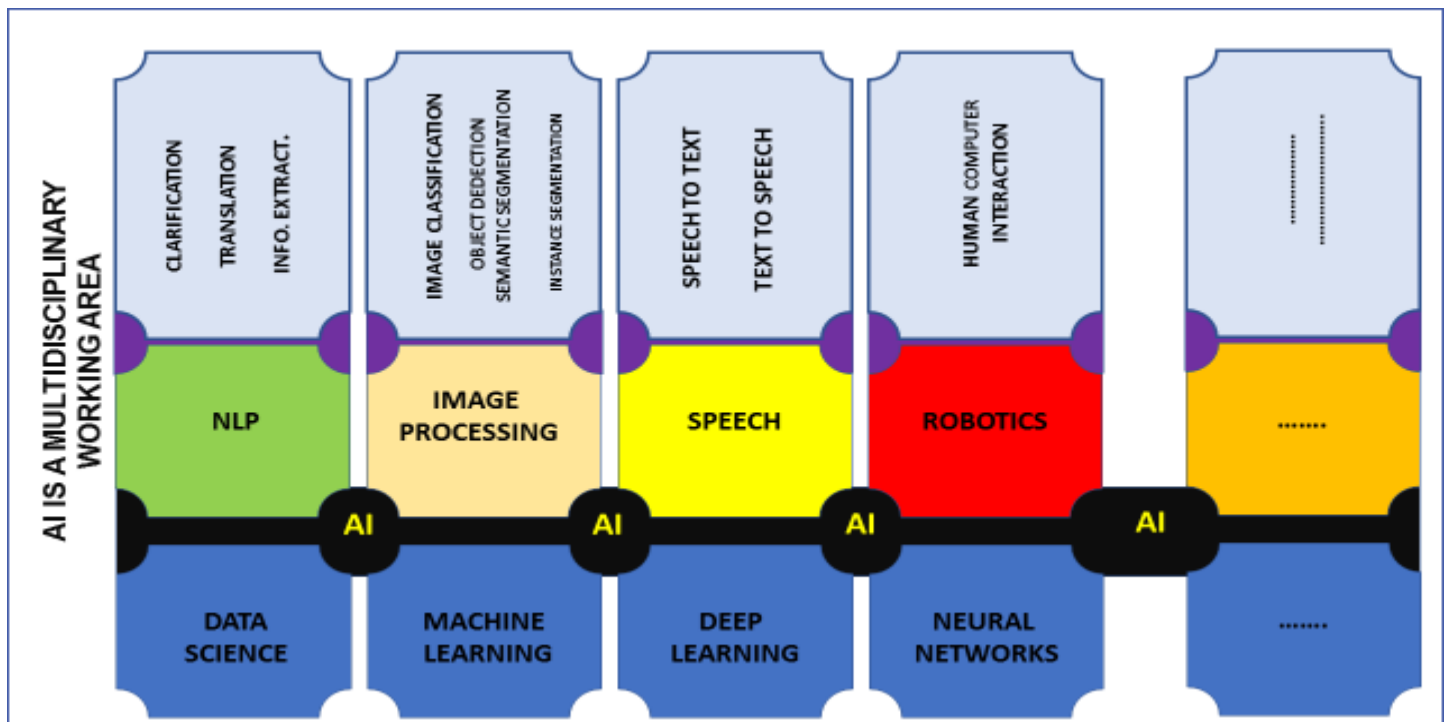 AI IS A MULTIDISCIPLINARY
WORKING AREA
CLARIFICATION
TRANSLATION
INFO. EXTRACT.
IMAGE CLASSIFICATION
OBJECT DEDECTION
SEMANTIC SEGMENTATION
INSTANCE SEGMENTATION
SPEECH TO TEXT
TEXT TO SPEECH
HUMAN COMPUTER
INTERACTION
..............
.............................
NLP
IMAGE
PROCESSING
SPEECH
ROBOTICS
.......
AI
AI
AI
AI
DATA
SCIENCE
MACHINE
LEARNING
DEEP
LEARNING
NEURAL
NETWORKS
.......